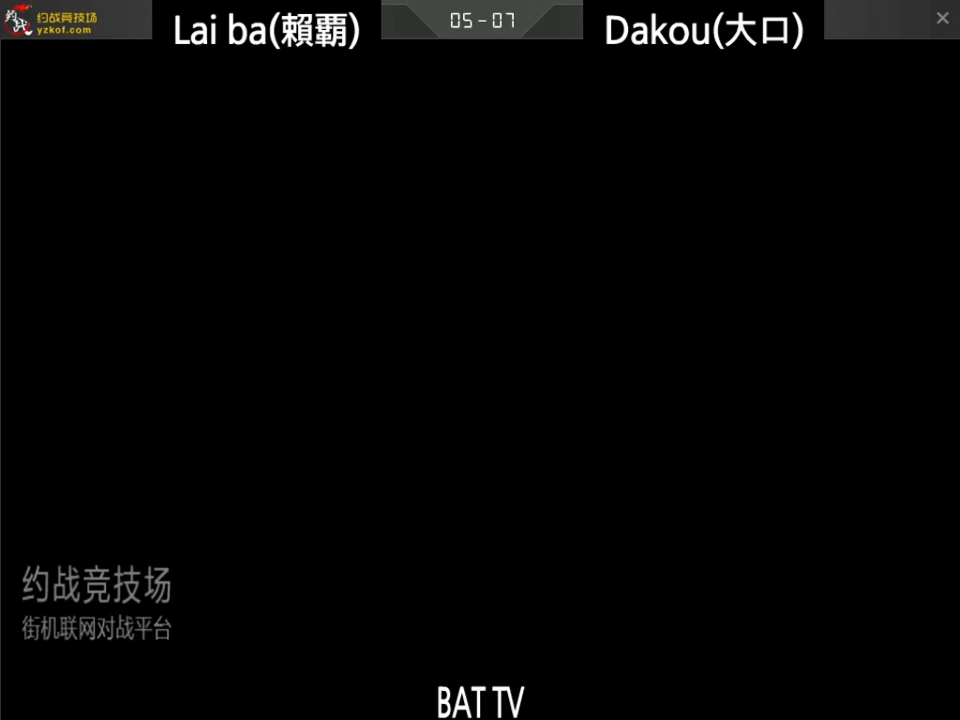 约战竞技场
yzkof.com
Lai ba(賴霸)
05-07
Dakou(大口)
约战竞技场
街机联网对战平台
BAT TV